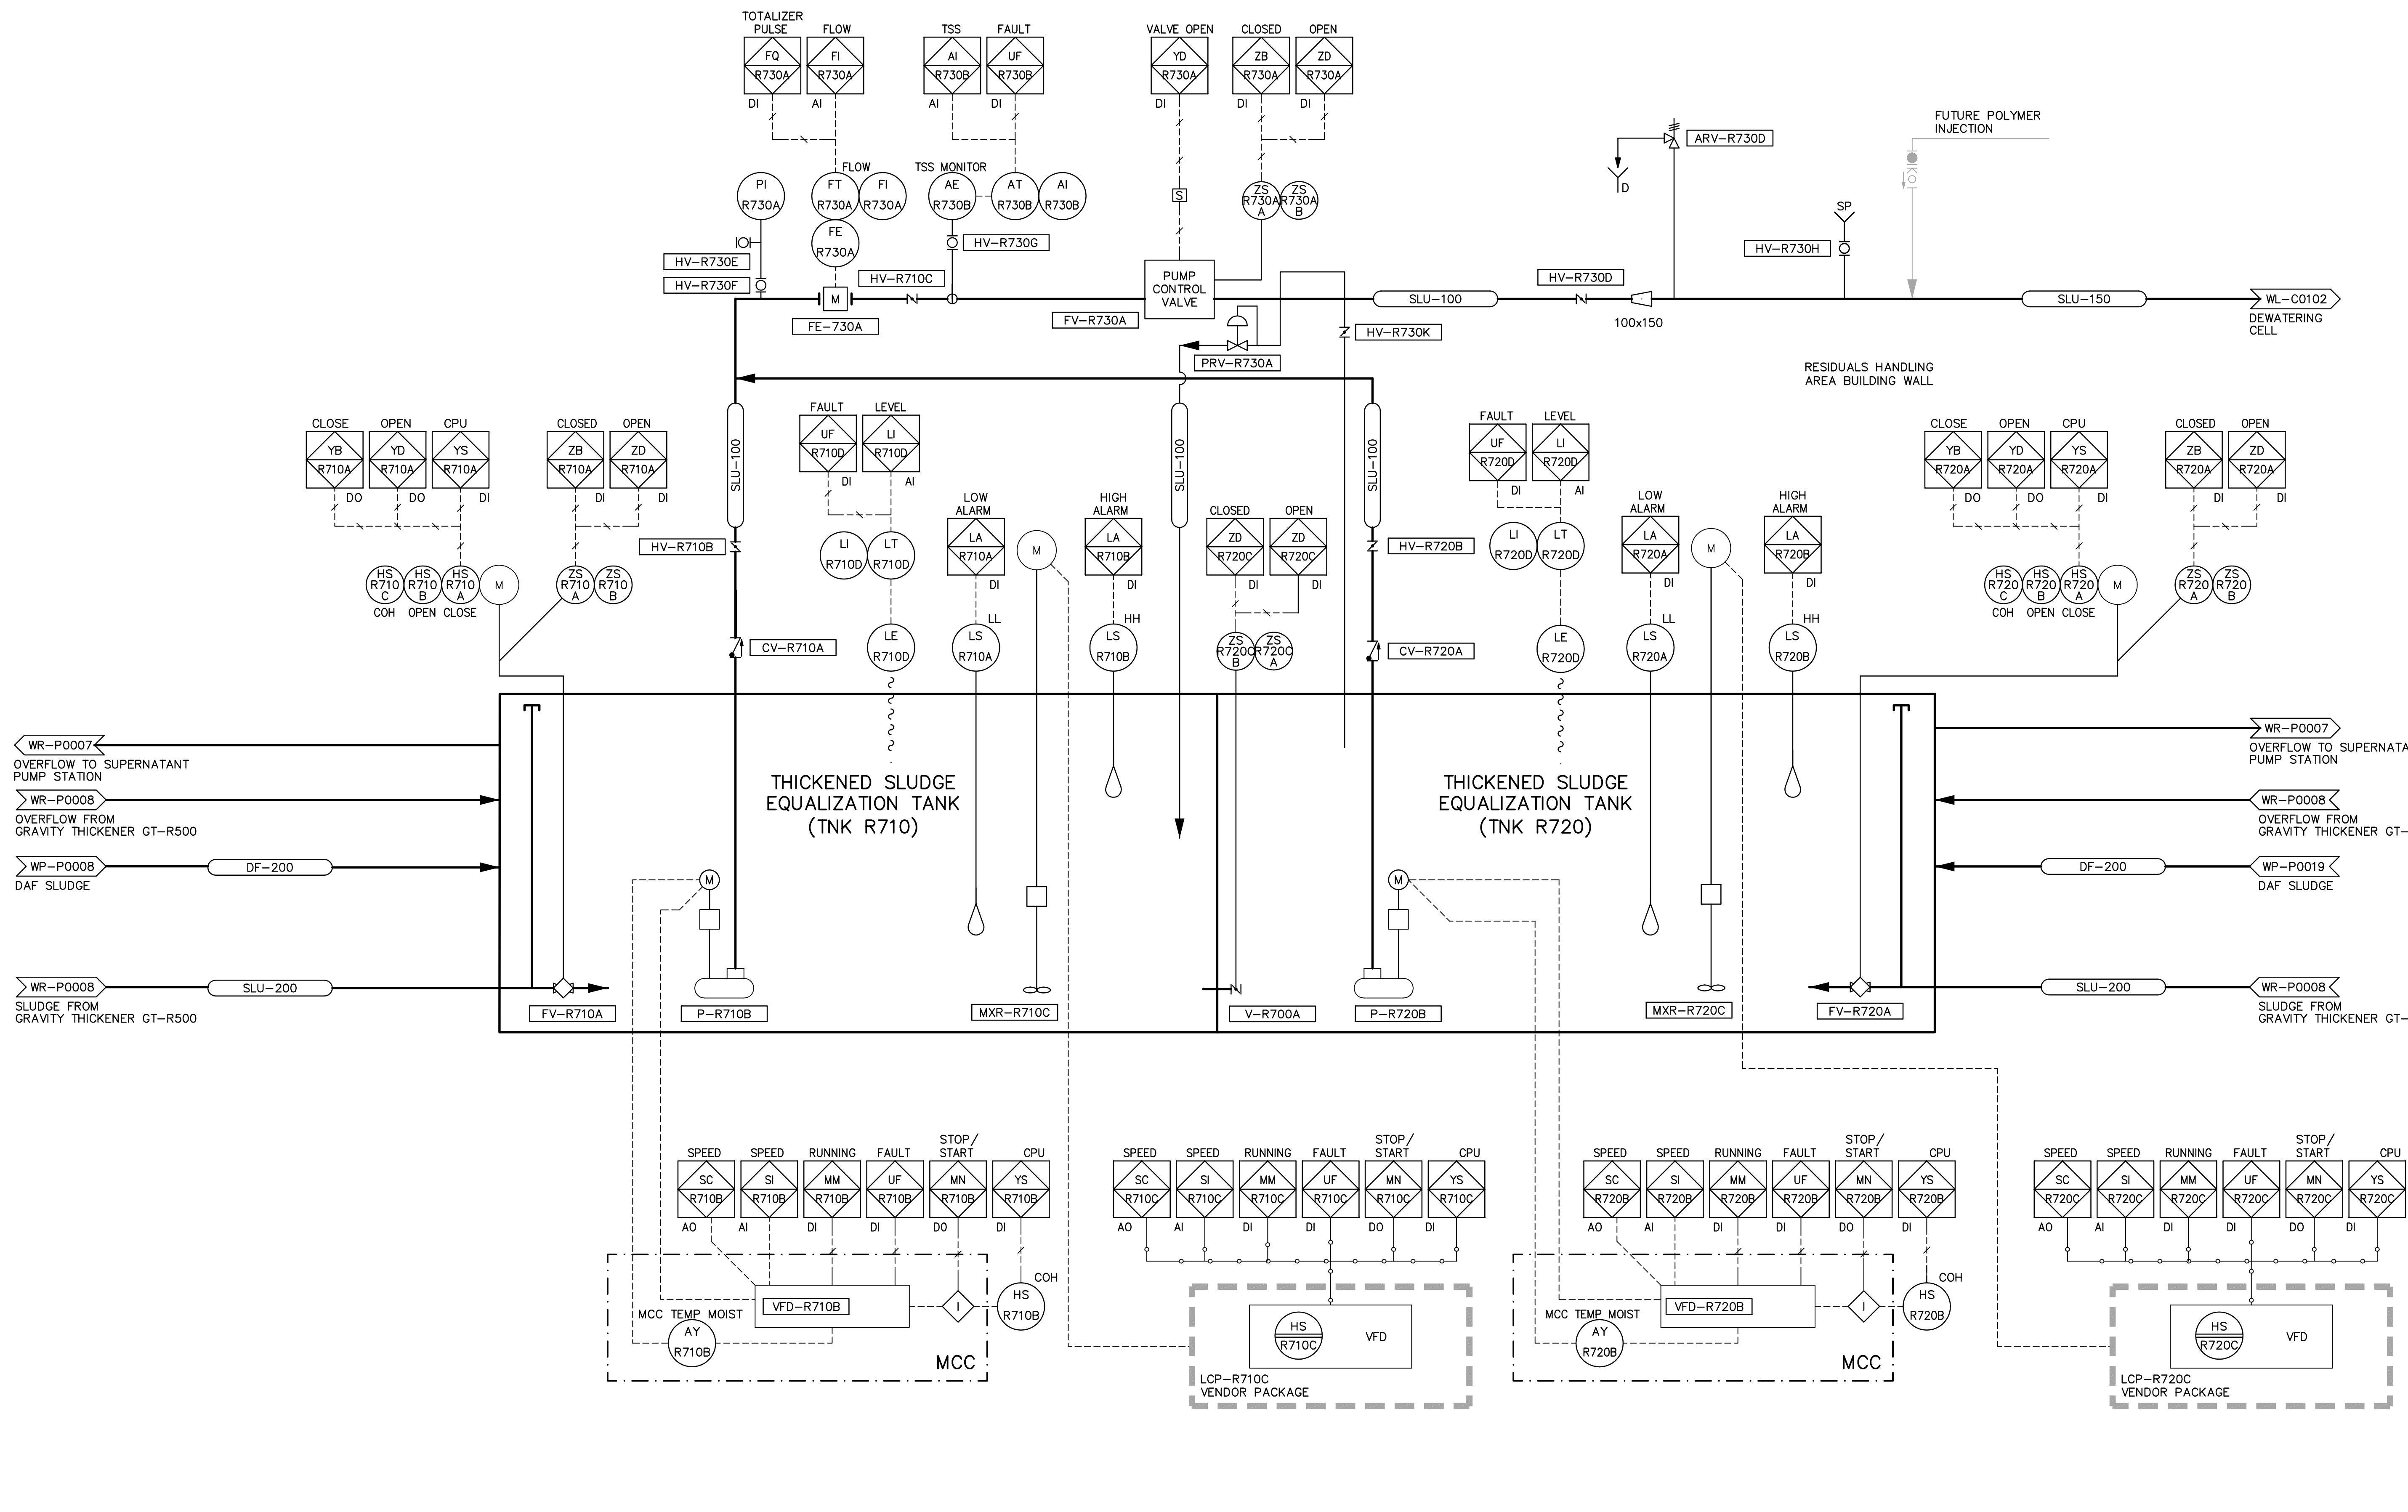 TOTALIZER
PULSE
FLOW
TSS
FAULT
VALVE OPEN
CLOSED
OPEN
FQ
R730A
FI
R730A
AI
R730B
UF
R730B
YD
R730A
ZB
R730A
ZD
R730A
DI
AI
AI
DI
DI
DI
DI
FUTURE POLYMER
INJECTION
ARV-R730D
D
FLOW
TSS MONITOR
PI
R730A
FT
R730A
FI
R730A
AE
R730B
AT
R730B
AI
R730B
S
ZS
R730A
A
ZS
R730A
B
SP
FE
R730A
HV-R730G
HV-R730H
HV-R730E
HV-R730F
HV-R710C
HV-R730D
M
PUMP
CONTROL
VALVE
SLU-100
SLU-150
WL-C0102
DEWATERING
CELL
FE-730A
FV-R730A
100x150
HV-R730K
PRV-R730A
RESIDUALS HANDLING
AREA BUILDING WALL
CLOSE
OPEN
CPU
CLOSED
OPEN
YB
R710A
YD
R710A
YS
R710A
ZB
R710A
ZD
R710A
DO
DO
DI
DI
DI
SLU-100
FAULT
LEVEL
UF
R710D
LI
R710D
DI
AI
SLU-100
SLU-100
FAULT
LEVEL
UF
R720D
LI
R720D
DI
AI
CLOSE
OPEN
CPU
CLOSED
OPEN
YB
R720A
YD
R720A
YS
R720A
ZB
R720A
ZD
R720A
DO
DO
DI
DI
DI
LOW
ALARM
LA
R710A
DI
M
HIGH
ALARM
LA
R710B
DI
CLOSED
OPEN
ZD
R720C
ZD
R720C
DI
DI
LOW
ALARM
LA
R720A
DI
M
HIGH
ALARM
LA
R720B
DI
HV-R710B
HV-R720B
LI
R710D
LT
R710D
LI
R720D
LT
R720D
HS
R710
C
HS
R710
B
HS
R710
A
M
ZS
R710
A
ZS
R710
B
COH
OPEN
CLOSE
HS
R720
C
HS
R720
B
HS
R720
A
M
ZS
R720
A
ZS
R720
B
COH
OPEN
CLOSE
CV-R710A
LE
R710D
LL
LS
R710A
HH
LS
R710B
ZS
R720C
B
ZS
R720C
A
CV-R720A
LE
R720D
LL
LS
R720A
HH
LS
R720B
WR-P0007
OVERFLOW TO SUPERNATANT
PUMP STATION
WR-P0008
OVERFLOW FROM
GRAVITY THICKENER GT-R500
WP-P0008
DAF SLUDGE
DF-200
WR-P0008
SLUDGE FROM
GRAVITY THICKENER GT-R500
SLU-200
THICKENED SLUDGE
EQUALIZATION TANK
(TNK R710)
THICKENED SLUDGE
EQUALIZATION TANK
(TNK R720)
WR-P0007
OVERFLOW TO SUPERNATA
PUMP STATION
WR-P0008
OVERFLOW FROM
GRAVITY THICKENER GT-
DF-200
WP-P0019
DAF SLUDGE
SLU-200
WR-P0008
SLUDGE FROM
GRAVITY THICKENER GT-
M
M
FV-R710A
P-R710B
MXR-R710C
V-R700A
P-R720B
MXR-R720C
FV-R720A
SPEED
SPEED
RUNNING
FAULT
STOP/
START
CPU
SC
R710B
SI
R710B
MM
R710B
UF
R710B
MN
R710B
YS
R710B
AO
AI
DI
DI
DO
DI
VFD-R710B
I
COH
HS
R710B
MCC TEMP MOIST
AY
R710B
MCC
SPEED
SPEED
RUNNING
FAULT
STOP/
START
CPU
SC
R710C
SI
R710C
MM
R710C
UF
R710C
MN
R710C
YS
R710C
AO
AI
DI
DI
DO
DI
HS
R710C
VFD
LCP-R710C
VENDOR PACKAGE
SPEED
SPEED
RUNNING
FAULT
STOP/
START
CPU
SC
R720B
SI
R720B
MM
R720B
UF
R720B
MN
R720B
YS
R720B
AO
AI
DI
DI
DO
DI
VFD-R720B
I
COH
HS
R720B
MCC TEMP MOIST
AY
R720B
MCC
SPEED
SPEED
RUNNING
FAULT
STOP/
START
CPU
SC
R720C
SI
R720C
MM
R720C
UF
R720C
MN
R720C
YS
R720C
AO
AI
DI
DI
DO
DI
HS
R720C
VFD
LCP-R720C
VENDOR PACKAGE